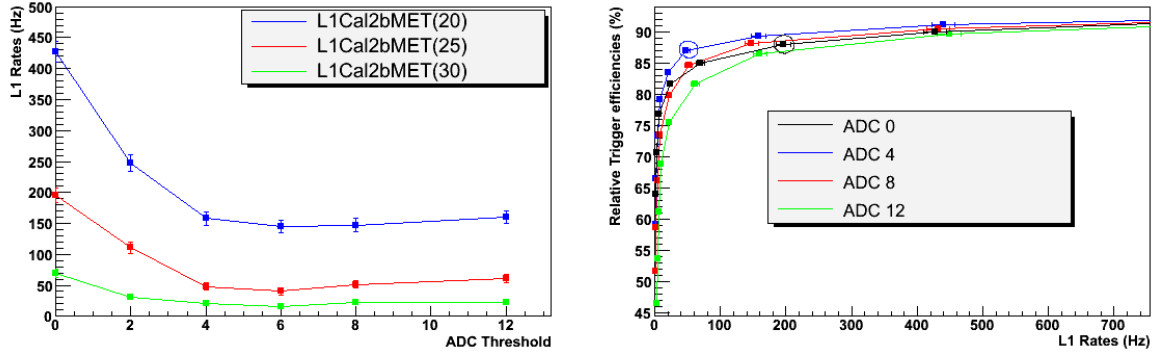 L1 Rates (Hz)
500
450
400
350
300
250
200
150
100
50
0
L1Cal2bMET(20)
L1Cal2bMET(25)
L1Cal2bMET(30)
0 2 4 6 8 10 12
ADC Threshold
Relative Trigger efficiencies (%)
90
85
80
75
70
65
60
55
50
45
ADC 0
ADC 4
ADC 8
ADC 12
0 100 200 300 400 500 600 700
L1 Rates (Hz)